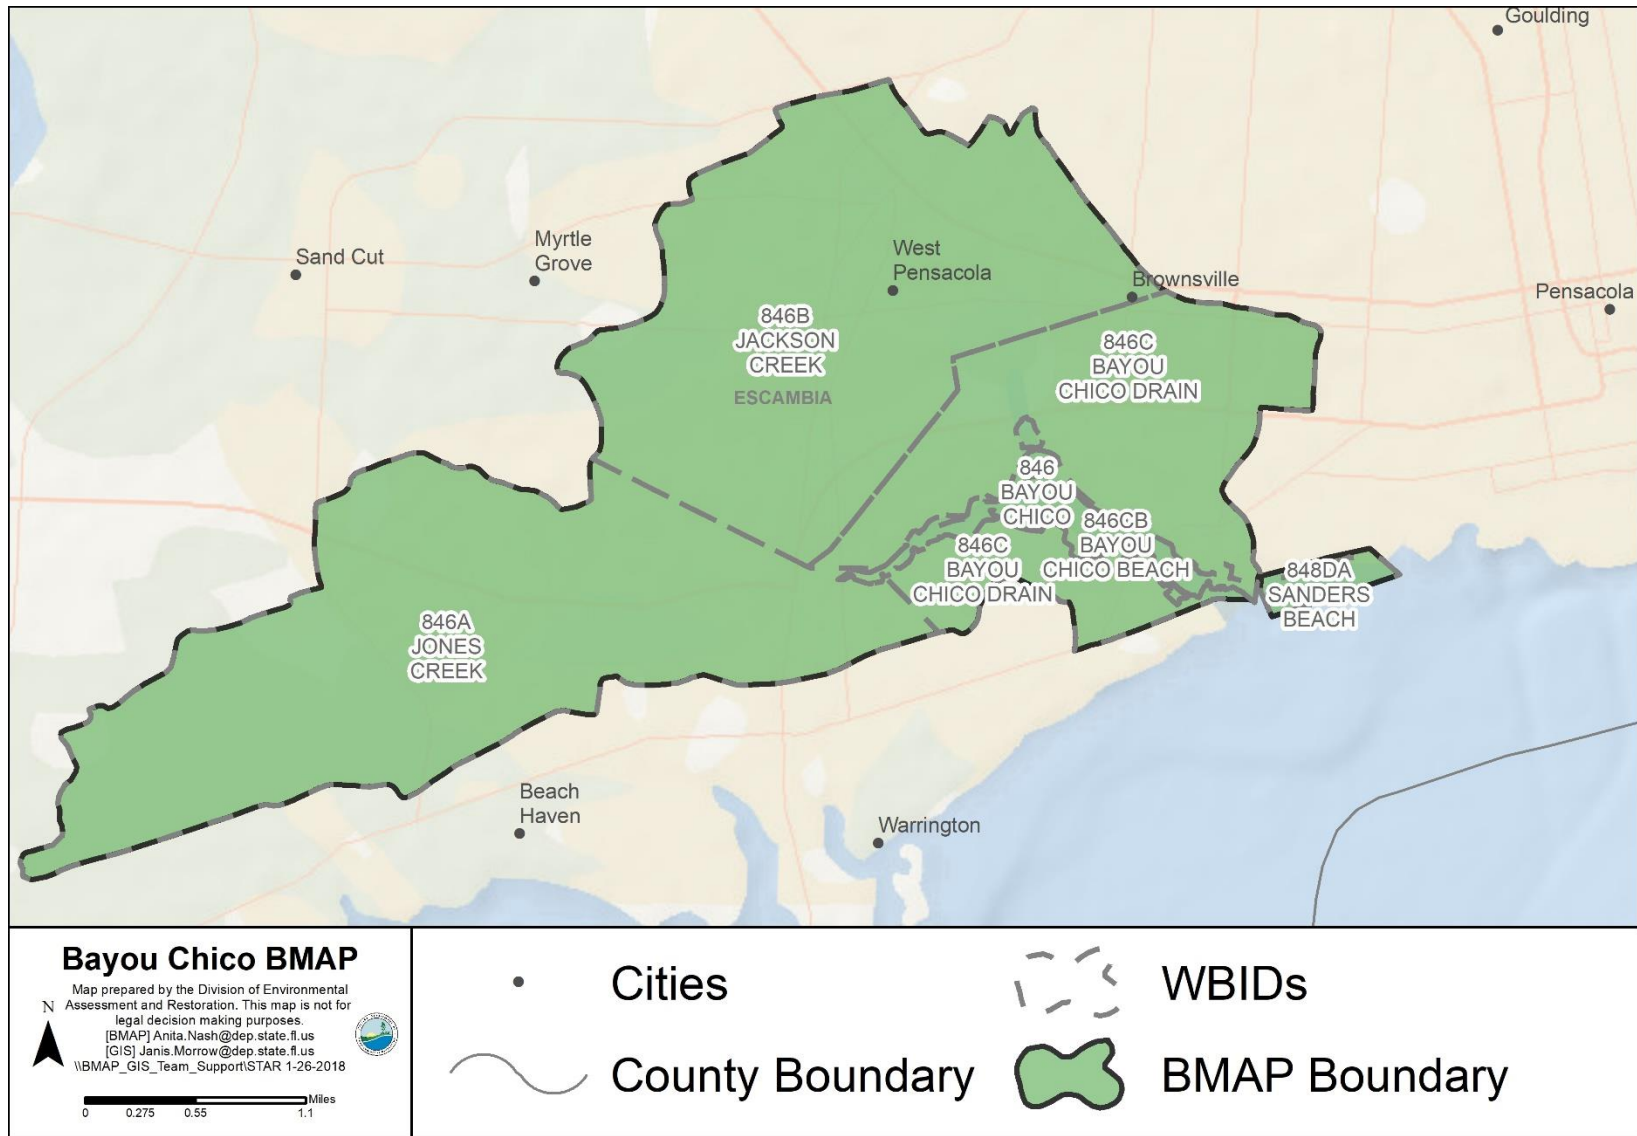 Goulding
Sand Cut
Myrtle
Grove
West
Pensacola
Brownsville
Pensacola
846B
JACKSON
CREEK
ESCAMBIA
846C
BAYOU
CHICO DRAIN
846
BAYOU
CHICO
846CB
BAYOU
CHICO BEACH
846C
BAYOU
CHICO DRAIN
848DA
SANDERS
BEACH
846A
JONES
CREEK
Beach
Haven
Warrington
Bayou Chico BMAP
Map prepared by the Division of Environmental
Assessment and Restoration. This map is not for
legal decision making purposes.
[BMAP] Anita.Nash@dep.state.fl.us
[GIS] Janis.Morrow@dep.state.fl.us
\\BMAP_GIS_Team_Support\STAR 1-26-2018
N
Miles
0 0.275 0.55 1.1
Cities
WBIDs
County Boundary
BMAP Boundary